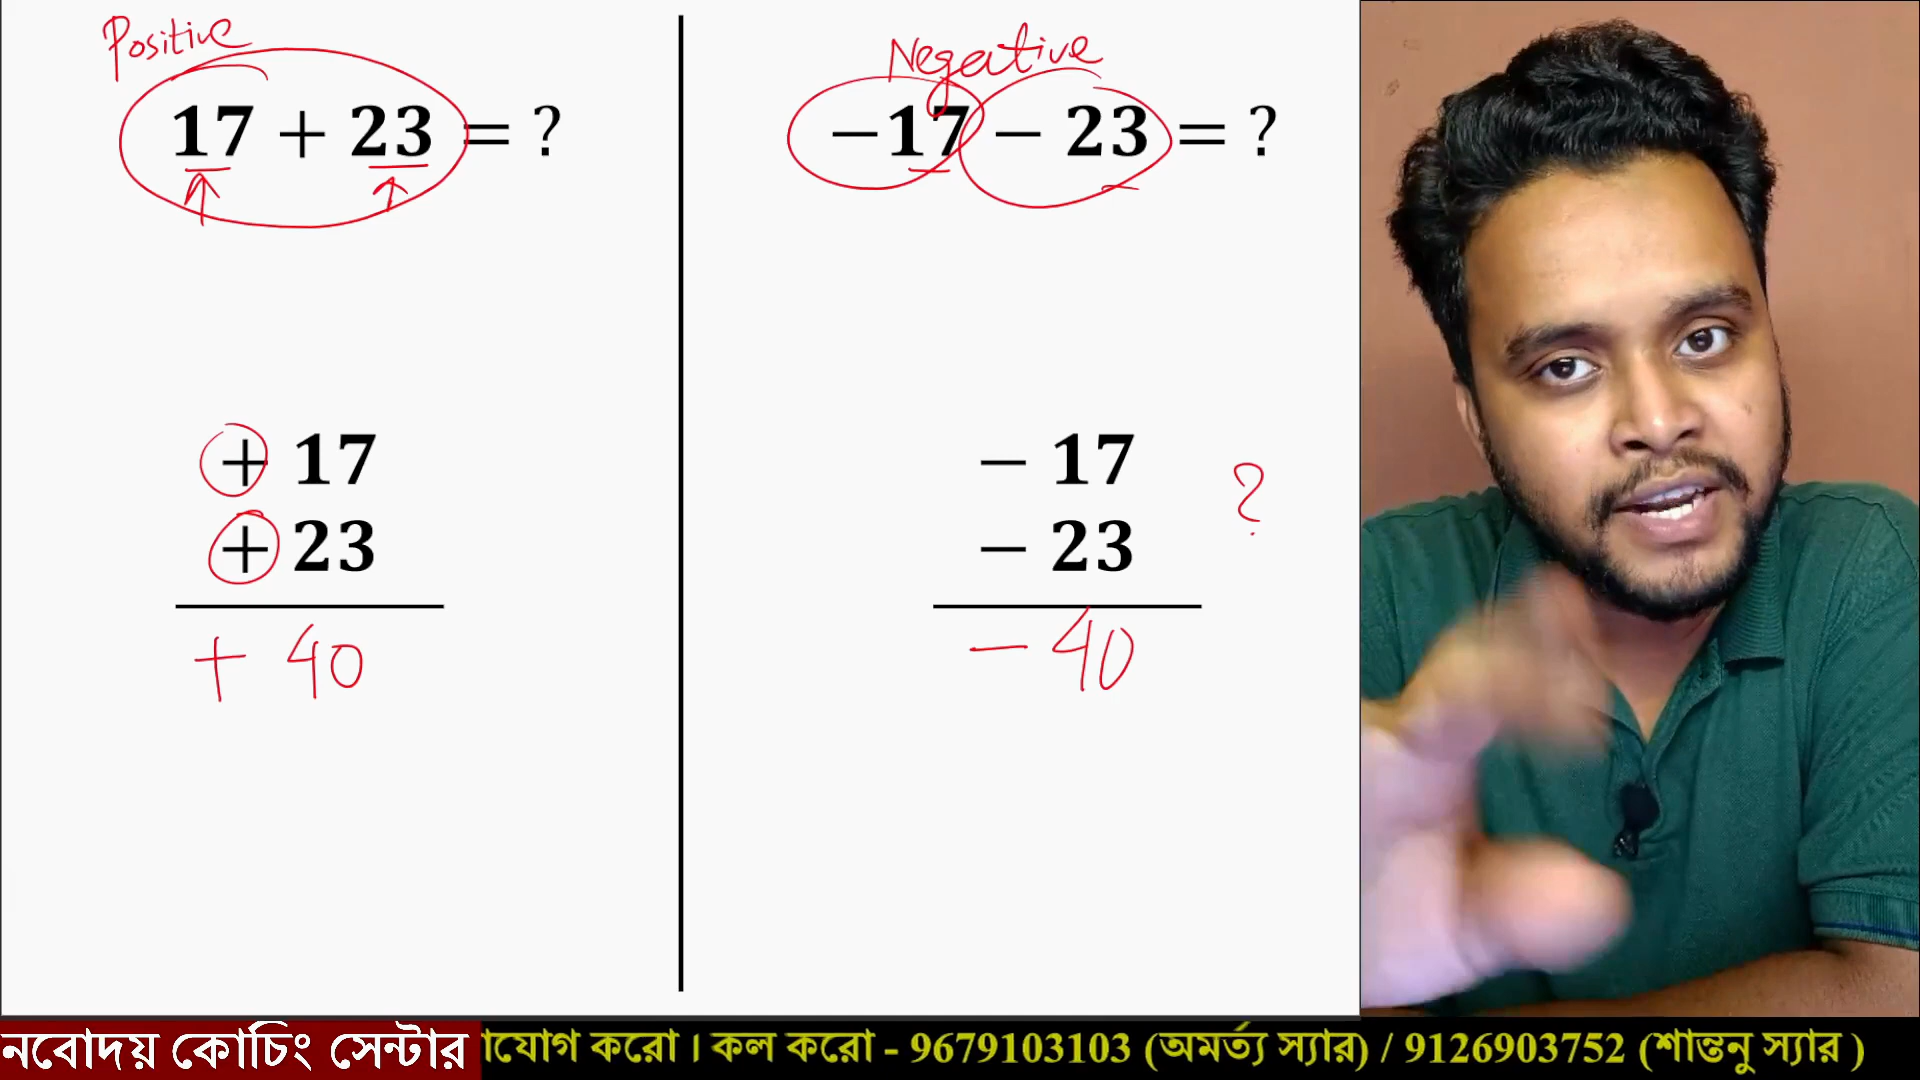 Positive
17 + 23 = ?
+ 17
+ 23
+ 40
Negative
−17 − 23 = ?
− 17
− 23
?
− 40
নবোদয় কোচিং সেন্টার
যোগ করো। কল করো - 9679103103 (অমর্ত্য স্যার) / 9126903752 (শান্তনু স্যার )